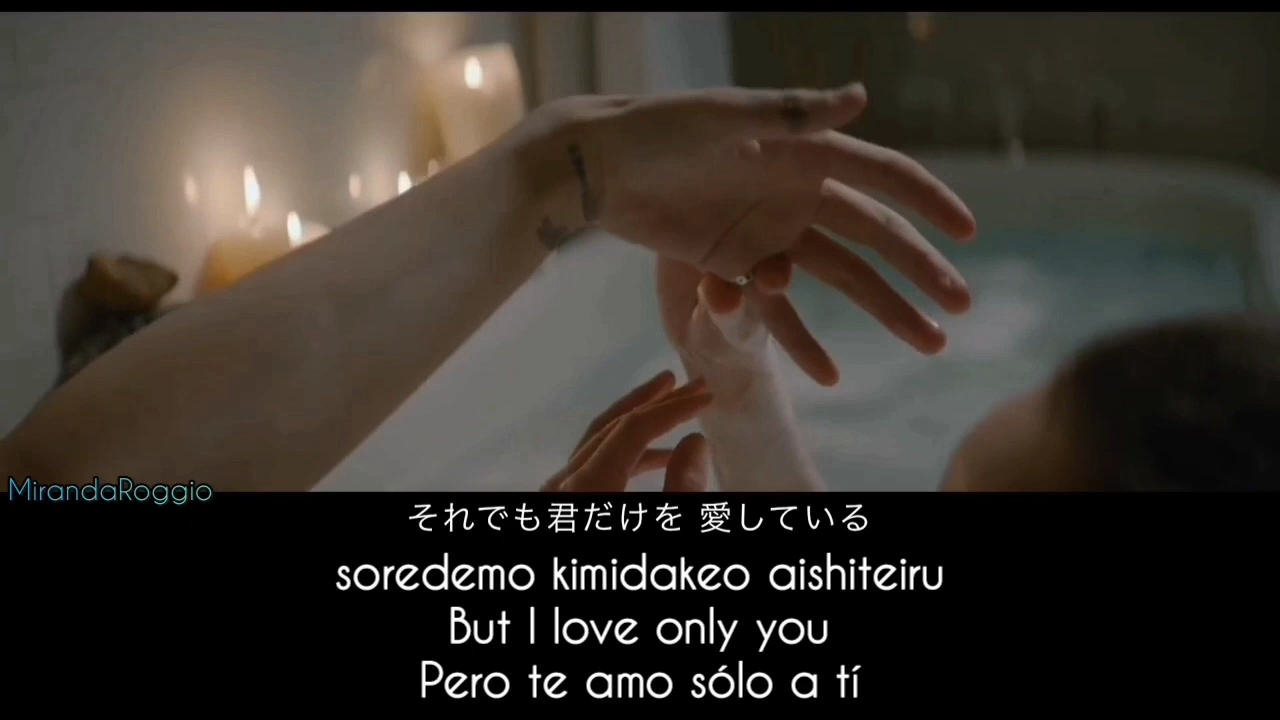 MirandaRoggio
それでも君だけを 愛している
soredemo kimidakeo aishiteiru
But I love only you
Pero te amo sólo a tí